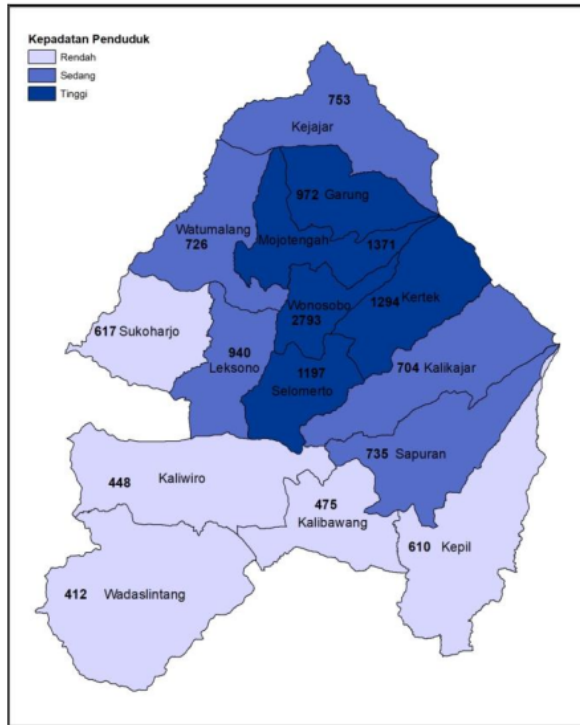 Kepadatan Penduduk
Rendah
Sedang
Tinggi
753
Kejajar
972 Garung
Watumalang
726
Mojotengah
1371
Wonosobo
2793
1294 Kertek
617 Sukoharjo
940
Leksono
1197
Selomerto
704 Kalikajar
735 Sapuran
448 Kaliwiro
475
Kalibawang
610 Kepil
412 Wadaslintang